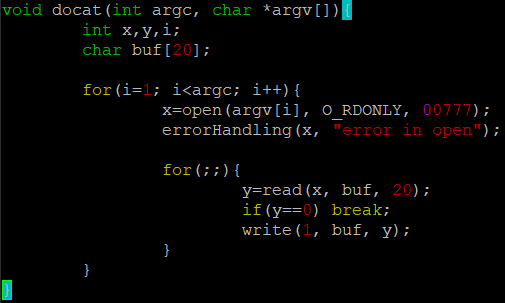 void docat(int argc, char *argv[]){
        int x,y,i;
        char buf[20];

        for(i=1; i<argc; i++){
                x=open(argv[i], O_RDONLY, 00777);
                errorHandling(x, "error in open");

                for(;;){
                        y=read(x, buf, 20);
                        if(y==0) break;
                        write(1, buf, y);
                }
        }
}